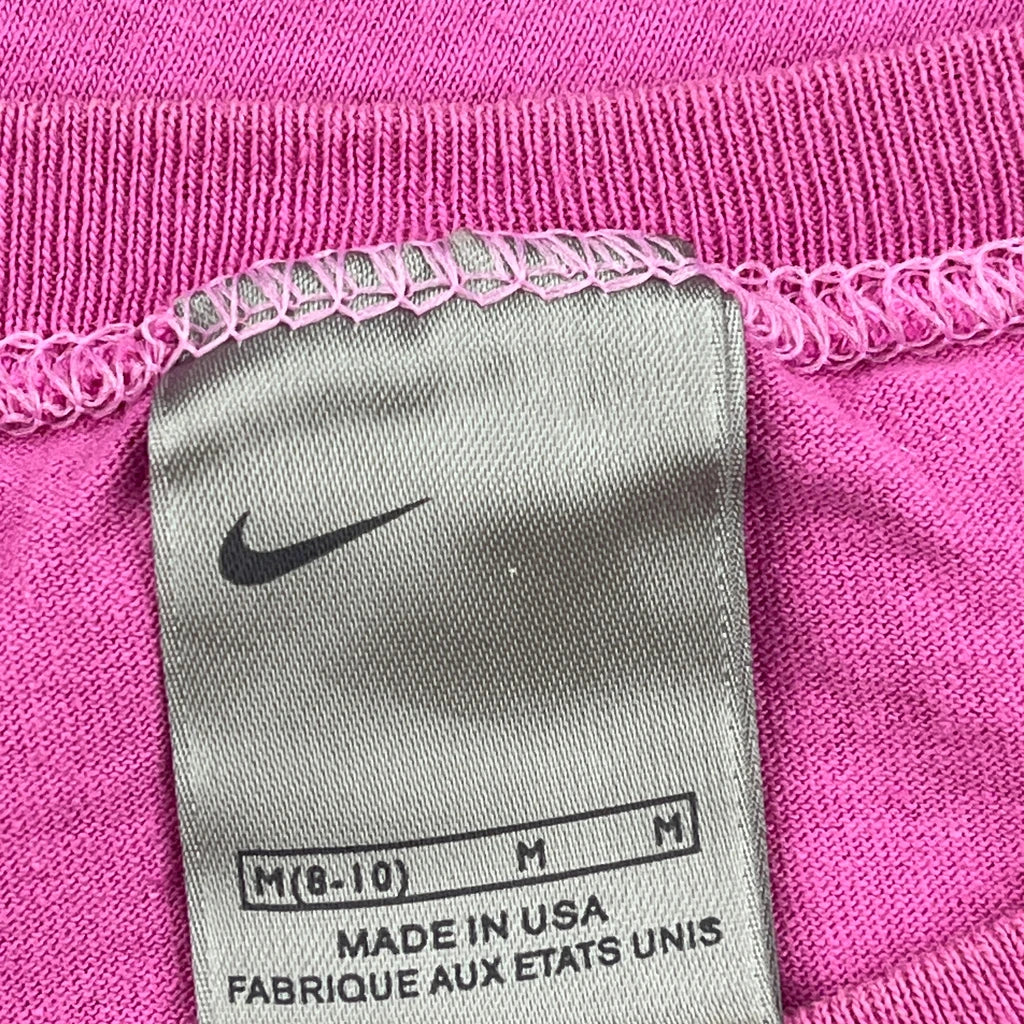 M(8-10) M M
MADE IN USA
FABRIQUE AUX ETATS UNIS